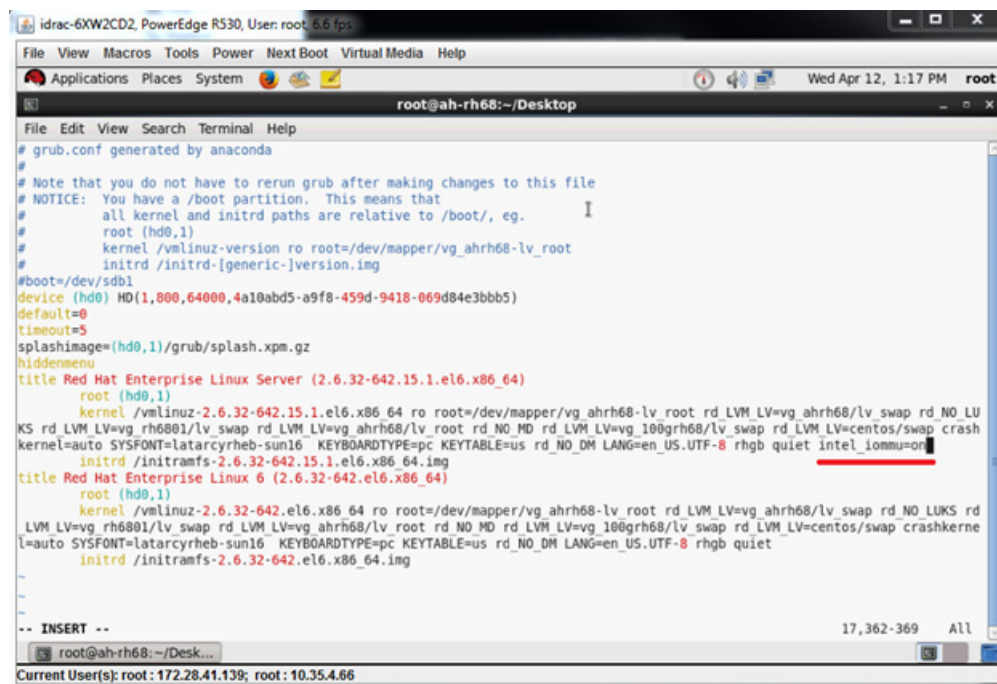 idrac-6XW2CD2, PowerEdge R530, User: root, 6.6 fps
File View Macros Tools Power Next Boot Virtual Media Help
Applications Places System Wed Apr 12, 1:17 PM root
root@ah-rh68:~/Desktop
File Edit View Search Terminal Help
# grub.conf generated by anaconda
#
# Note that you do not have to rerun grub after making changes to this file
# NOTICE:  You have a /boot partition.  This means that
#          all kernel and initrd paths are relative to /boot/, eg.
#          root (hd0,1)
#          kernel /vmlinuz-version ro root=/dev/mapper/vg_ahrh68-lv_root
#          initrd /initrd-[generic-]version.img
#boot=/dev/sdb1
device (hd0) HD(1,800,64000,4a10abd5-a9f8-459d-9418-069d84e3bbb5)
default=0
timeout=5
splashimage=(hd0,1)/grub/splash.xpm.gz
hiddenmenu
title Red Hat Enterprise Linux Server (2.6.32-642.15.1.el6.x86_64)
root (hd0,1)
kernel /vmlinuz-2.6.32-642.15.1.el6.x86_64 ro root=/dev/mapper/vg_ahrh68-lv_root rd_LVM_LV=vg_ahrh68/lv_swap rd_NO_LU
KS rd_LVM_LV=vg_rh6801/lv_swap rd_LVM_LV=vg_ahrh68/lv_root rd_NO_MD rd_LVM_LV=vg_100grh68/lv_swap rd_LVM_LV=centos/swap crash
kernel=auto SYSFONT=latarcyrheb-sun16  KEYBOARDTYPE=pc KEYTABLE=us rd_NO_DM LANG=en_US.UTF-8 rhgb quiet intel_iommu=on
initrd /initramfs-2.6.32-642.15.1.el6.x86_64.img
title Red Hat Enterprise Linux 6 (2.6.32-642.el6.x86_64)
root (hd0,1)
kernel /vmlinuz-2.6.32-642.el6.x86_64 ro root=/dev/mapper/vg_ahrh68-lv_root rd_LVM_LV=vg_ahrh68/lv_swap rd_NO_LUKS rd
_LVM_LV=vg_rh6801/lv_swap rd_LVM_LV=vg_ahrh68/lv_root rd_NO_MD rd_LVM_LV=vg_100grh68/lv_swap rd_LVM_LV=centos/swap crashkerne
l=auto SYSFONT=latarcyrheb-sun16  KEYBOARDTYPE=pc KEYTABLE=us rd_NO_DM LANG=en_US.UTF-8 rhgb quiet
initrd /initramfs-2.6.32-642.el6.x86_64.img
~
~
~
-- INSERT -- 17,362-369 All
root@ah-rh68:~/Desk...
Current User(s): root : 172.28.41.139; root : 10.35.4.66